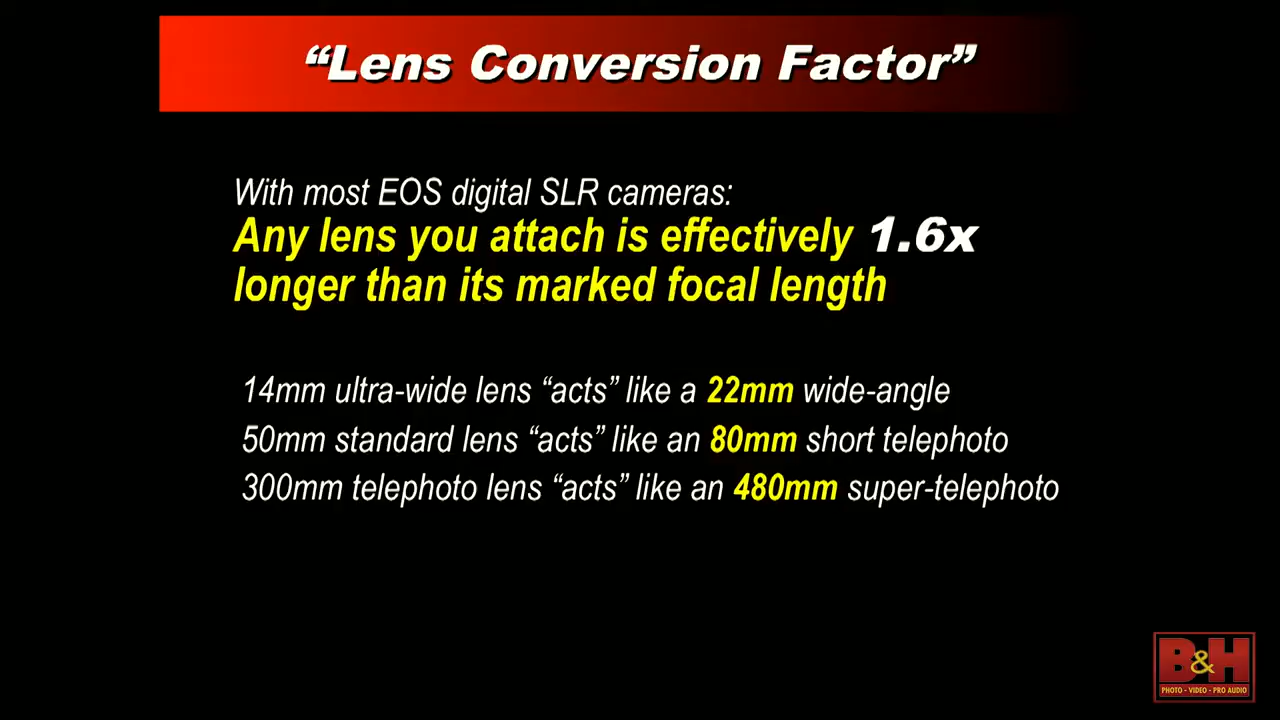 “Lens Conversion Factor”
With most EOS digital SLR cameras:
Any lens you attach is effectively 1.6x
longer than its marked focal length
14mm ultra-wide lens “acts” like a 22mm wide-angle
50mm standard lens “acts” like an 80mm short telephoto
300mm telephoto lens “acts” like an 480mm super-telephoto
B&H
PHOTO - VIDEO - PRO AUDIO